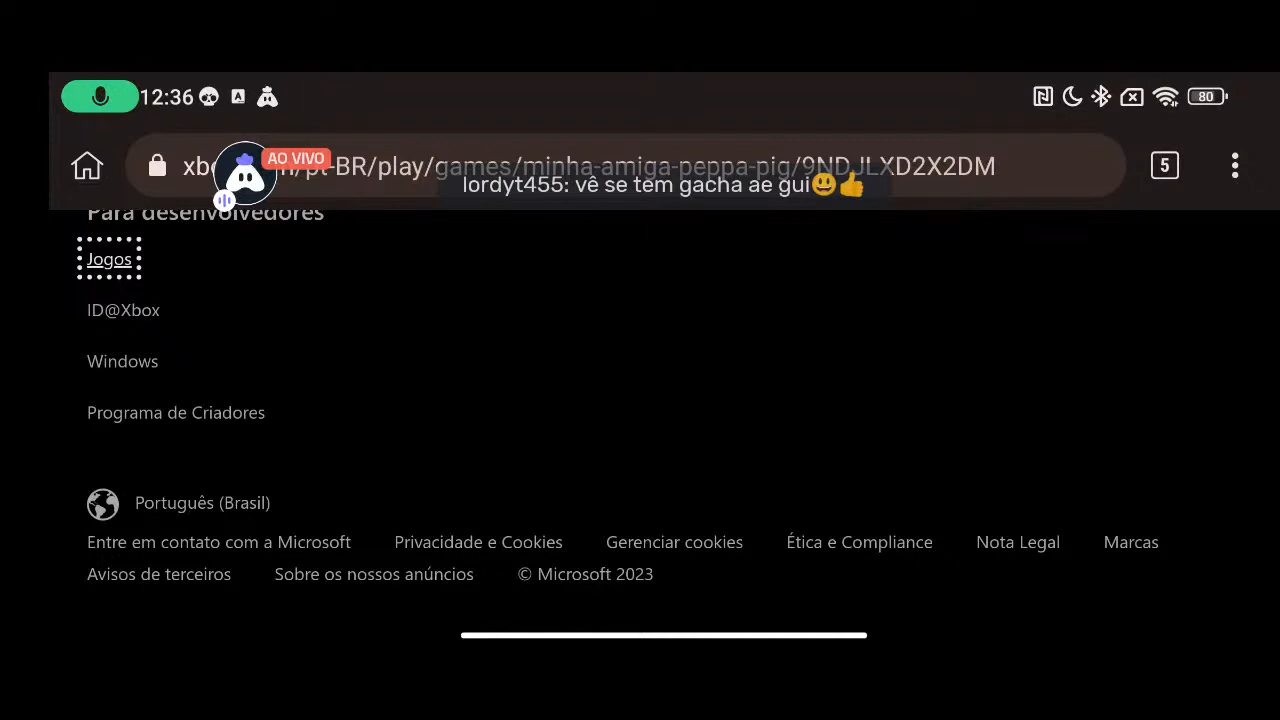 12:36
80
AO VIVO
xbo /pt-BR/play/games/minha-amiga-peppa-pig/9NDJLXD2X2DM
5
lordyt455: vê se tem gacha ae gui😃👍
Para desenvolvedores
Jogos
ID@Xbox
Windows
Programa de Criadores
Português (Brasil)
Entre em contato com a Microsoft Privacidade e Cookies Gerenciar cookies Ética e Compliance Nota Legal Marcas
Avisos de terceiros Sobre os nossos anúncios © Microsoft 2023